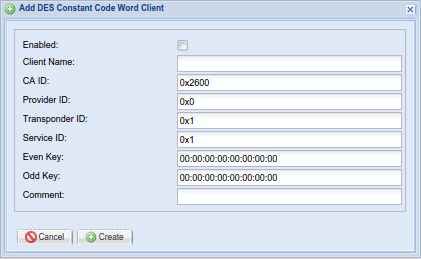 Add DES Constant Code Word Client
Enabled:
Client Name:
CA ID: 0x2600
Provider ID: 0x0
Transponder ID: 0x1
Service ID: 0x1
Even Key: 00:00:00:00:00:00:00:00
Odd Key: 00:00:00:00:00:00:00:00
Comment:
Cancel Create